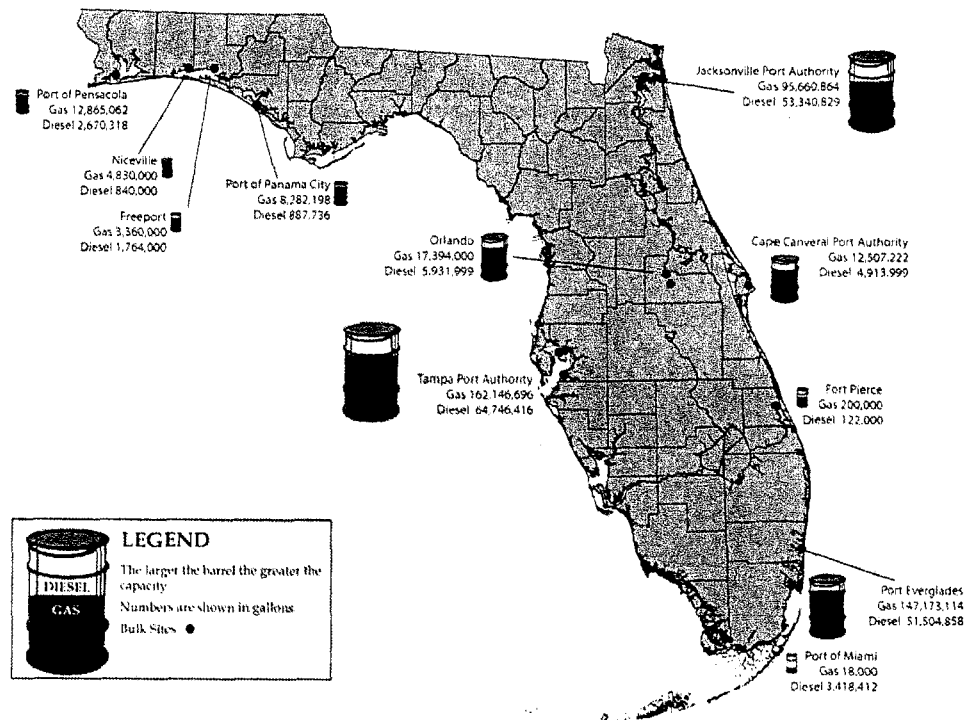 Port of Pensacola
Gas 12,865,062
Diesel 2,670,318
Niceville
Gas 4,830,000
Diesel 840,000
Freeport
Gas 3,360,000
Diesel 1,764,000
Port of Panama City
Gas 8,282,198
Diesel 887,736
Jacksonville Port Authority
Gas 95,660,864
Diesel 53,340,829
Orlando
Gas 17,394,000
Diesel 5,931,999
Cape Canveral Port Authority
Gas 12,507,222
Diesel 4,913,999
Tampa Port Authority
Gas 162,146,696
Diesel 64,746,416
Fort Pierce
Gas 200,000
Diesel 122,000
Port Everglades
Gas 147,173,114
Diesel 51,504,858
Port of Miami
Gas 18,000
Diesel 3,418,412
LEGEND
The larger the barrel the greater the
capacity
Numbers are shown in gallons
Bulk Sites
DIESEL
GAS